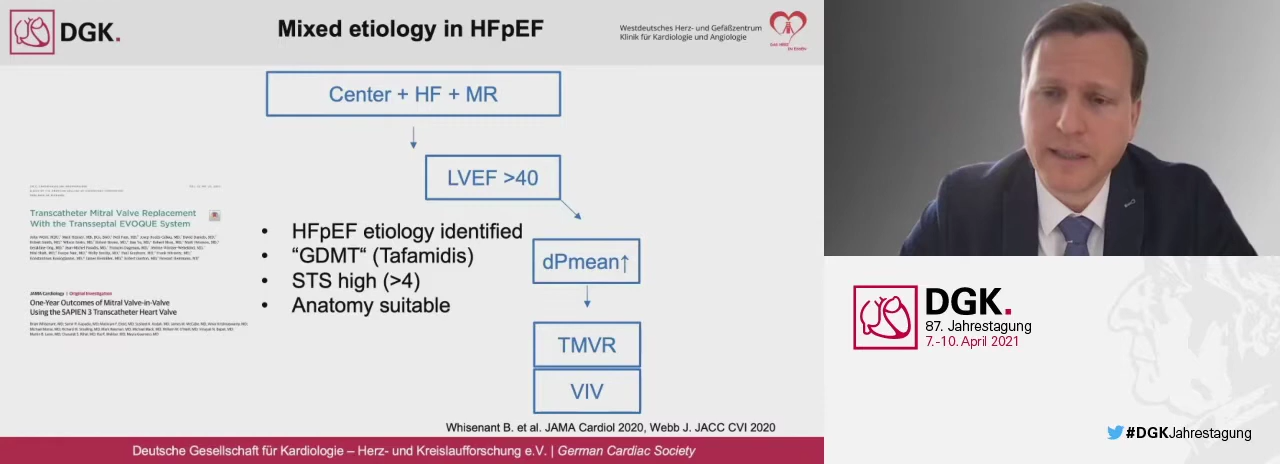 DGK.
Mixed etiology in HFpEF
Westdeutsches Herz- und Gefäßzentrum
Klinik für Kardiologie und Angiologie
Center + HF + MR
LVEF >40
Transcatheter Mitral Valve Replacement
With the Transseptal EVOQUE System
• HFpEF etiology identified
• “GDMT“ (Tafamidis)
• STS high (>4)
• Anatomy suitable
dPmean↑
JAMA Cardiology | Original Investigation
One-Year Outcomes of Mitral Valve-in-Valve
Using the SAPIEN 3 Transcatheter Heart Valve
TMVR
VIV
Whisenant B. et al. JAMA Cardiol 2020, Webb J. JACC CVI 2020
Deutsche Gesellschaft für Kardiologie – Herz- und Kreislaufforschung e.V. | German Cardiac Society
DGK.
87. Jahrestagung
7.-10. April 2021
#DGKJahrestagung